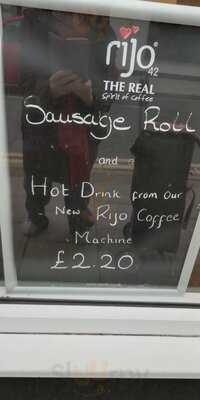 rijo
42
THE REAL
Spirit of Coffee
Sausage Roll
and
Hot Drink from Our
New Rijo Coffee
Machine
£2.20